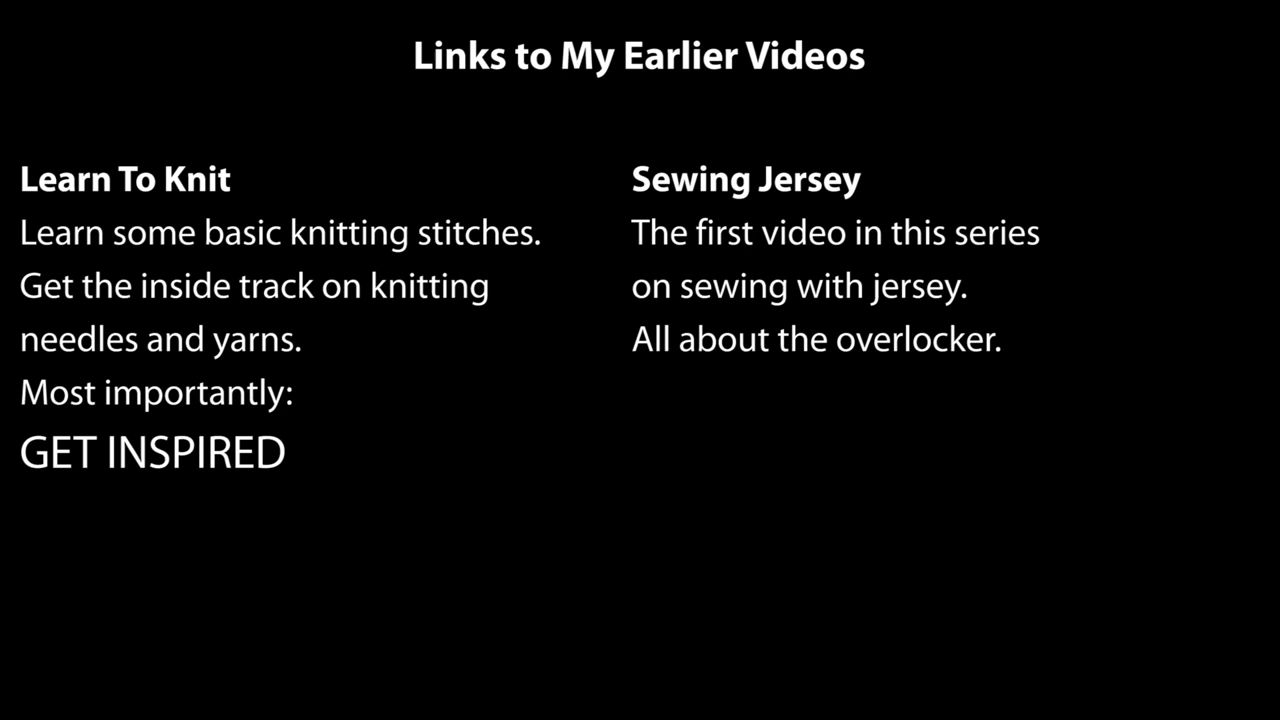 Links to My Earlier Videos
Learn To Knit
Learn some basic knitting stitches.
Get the inside track on knitting
needles and yarns.
Most importantly:
GET INSPIRED
Sewing Jersey
The first video in this series
on sewing with jersey.
All about the overlocker.